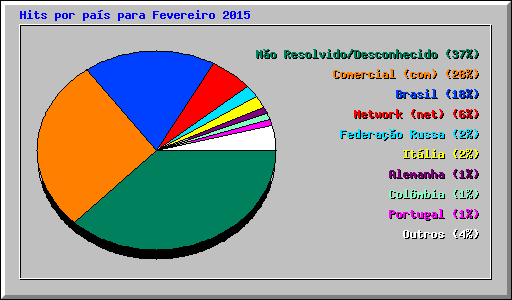 Hits por país para Fevereiro 2015
Não Resolvido/Desconhecido (37%)
Comercial (com) (28%)
Brasil (18%)
Network (net) (6%)
Federação Russa (2%)
Itália (2%)
Alemanha (1%)
Colômbia (1%)
Portugal (1%)
Outros (4%)